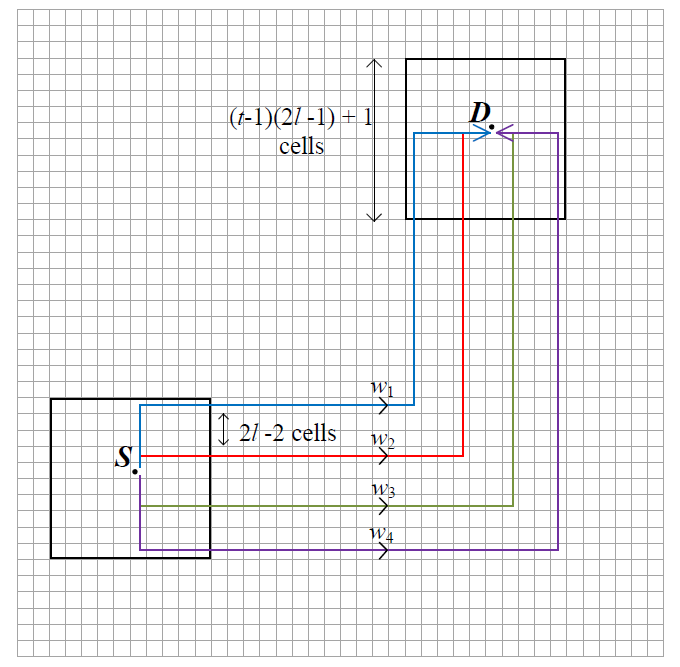 D
(t-1)(2l -1) + 1
cells
w1
2l -2 cells
w2
S
w3
w4